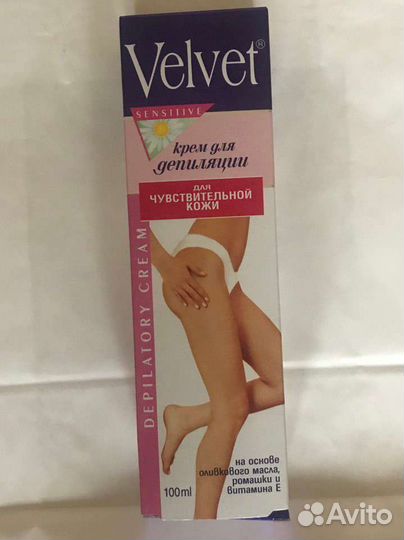 Velvet®
SENSITIVE
крем для
депиляции
для
ЧУВСТВИТЕЛЬНОЙ
КОЖИ
DEPILATORY CREAM
на основе
оливкового масла,
ромашки и
витамина Е
100ml
Avito